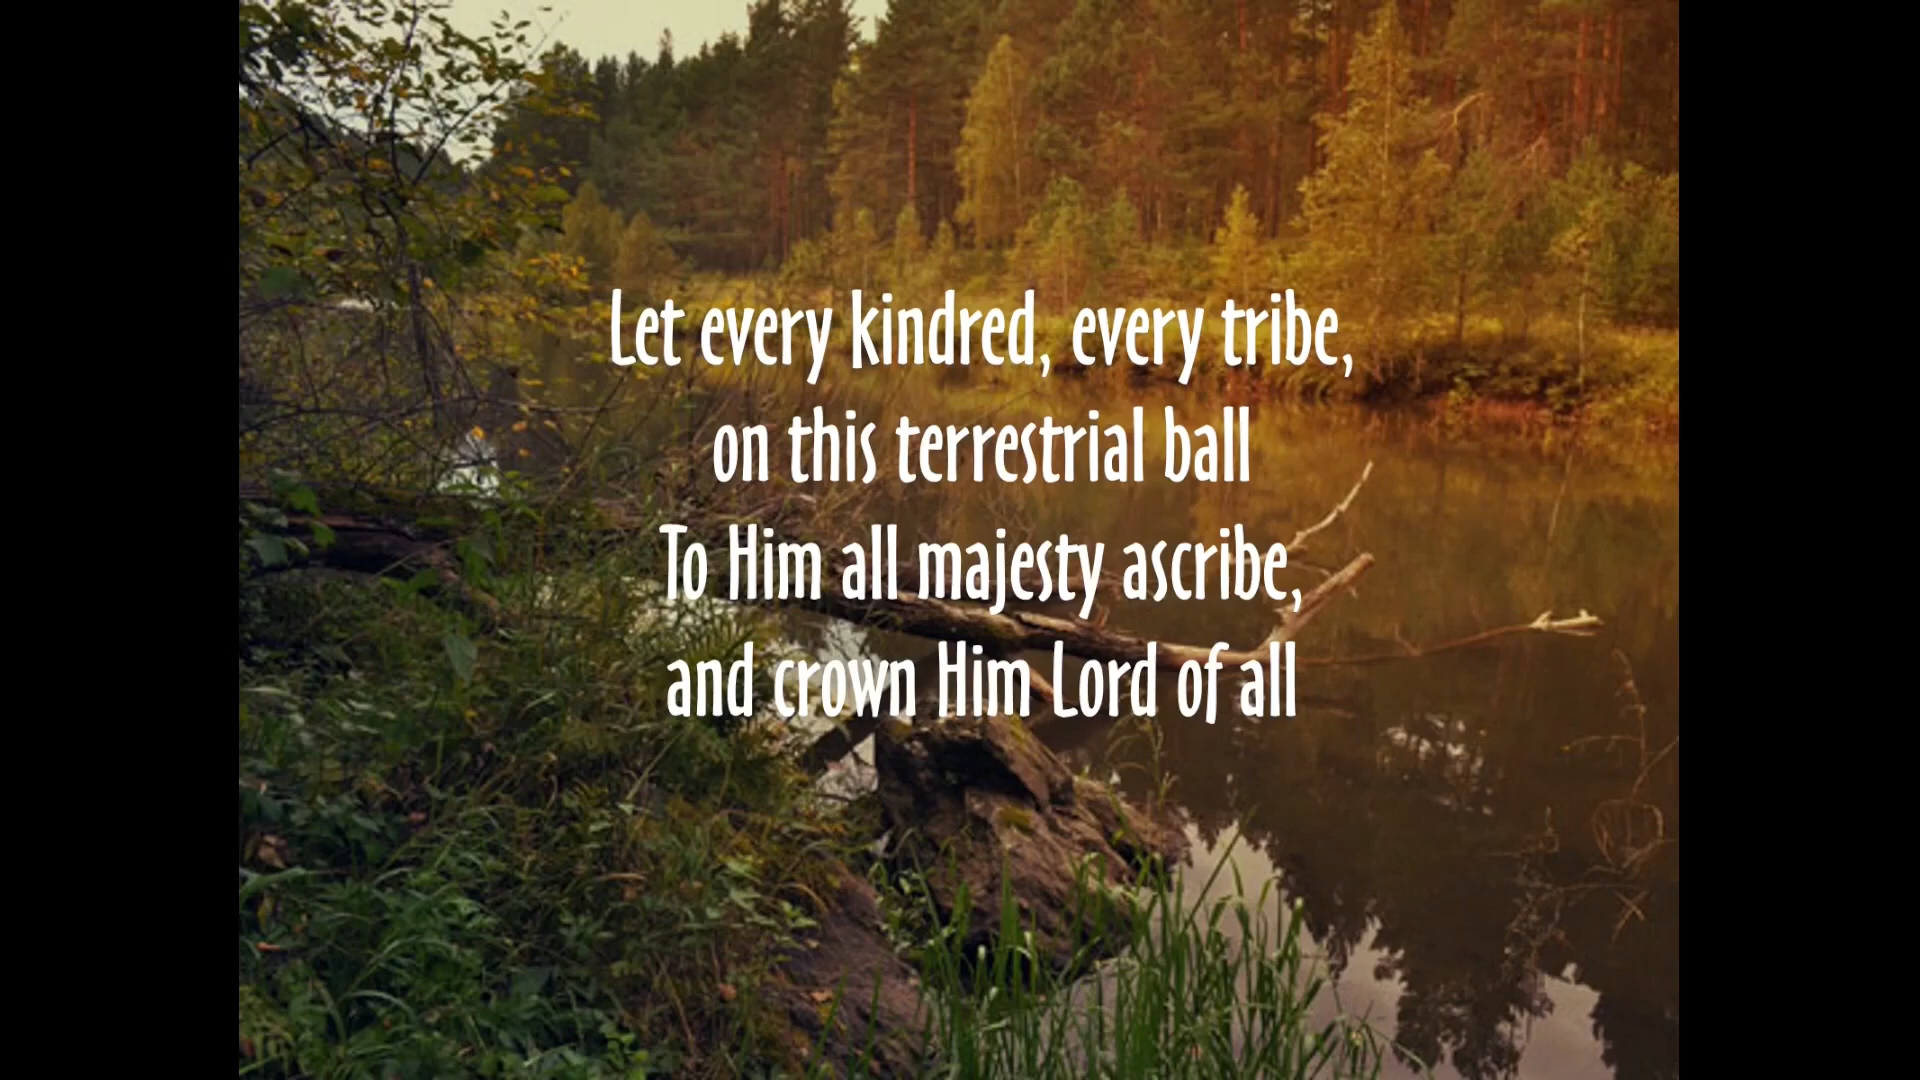 Let every kindred, every tribe,
on this terrestrial ball
To Him all majesty ascribe,
and crown Him Lord of all